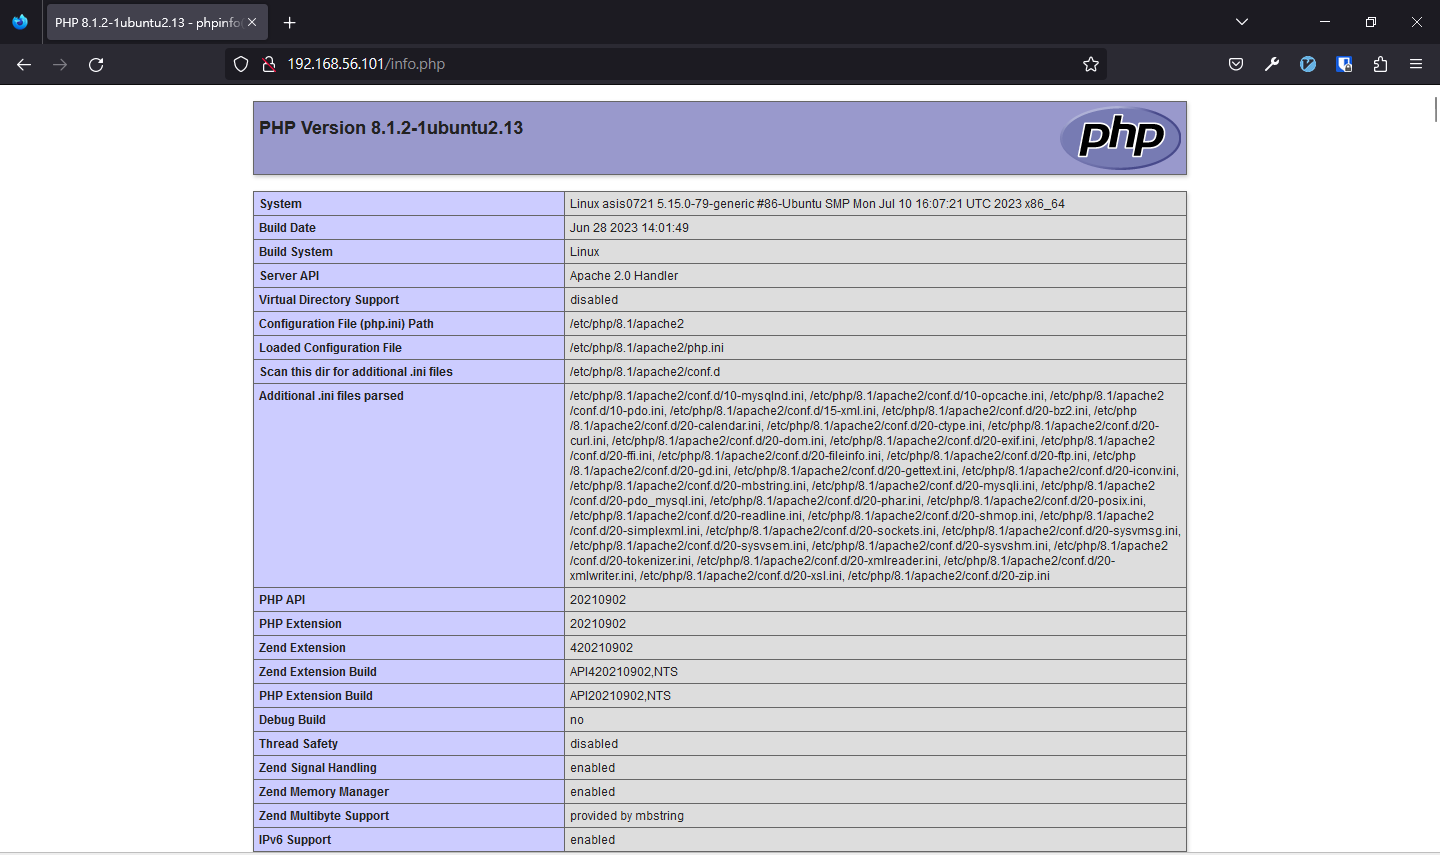 PHP 8.1.2-1ubuntu2.13 - phpinfo(
192.168.56.101/info.php
PHP Version 8.1.2-1ubuntu2.13
php
System Linux asis0721 5.15.0-79-generic #86-Ubuntu SMP Mon Jul 10 16:07:21 UTC 2023 x86_64
Build Date Jun 28 2023 14:01:49
Build System Linux
Server API Apache 2.0 Handler
Virtual Directory Support disabled
Configuration File (php.ini) Path /etc/php/8.1/apache2
Loaded Configuration File /etc/php/8.1/apache2/php.ini
Scan this dir for additional .ini files /etc/php/8.1/apache2/conf.d
Additional .ini files parsed /etc/php/8.1/apache2/conf.d/10-mysqlnd.ini, /etc/php/8.1/apache2/conf.d/10-opcache.ini, /etc/php/8.1/apache2
/conf.d/10-pdo.ini, /etc/php/8.1/apache2/conf.d/15-xml.ini, /etc/php/8.1/apache2/conf.d/20-bz2.ini, /etc/php
/8.1/apache2/conf.d/20-calendar.ini, /etc/php/8.1/apache2/conf.d/20-ctype.ini, /etc/php/8.1/apache2/conf.d/20-
curl.ini, /etc/php/8.1/apache2/conf.d/20-dom.ini, /etc/php/8.1/apache2/conf.d/20-exif.ini, /etc/php/8.1/apache2
/conf.d/20-ffi.ini, /etc/php/8.1/apache2/conf.d/20-fileinfo.ini, /etc/php/8.1/apache2/conf.d/20-ftp.ini, /etc/php
/8.1/apache2/conf.d/20-gd.ini, /etc/php/8.1/apache2/conf.d/20-gettext.ini, /etc/php/8.1/apache2/conf.d/20-iconv.ini,
/etc/php/8.1/apache2/conf.d/20-mbstring.ini, /etc/php/8.1/apache2/conf.d/20-mysqli.ini, /etc/php/8.1/apache2
/conf.d/20-pdo_mysql.ini, /etc/php/8.1/apache2/conf.d/20-phar.ini, /etc/php/8.1/apache2/conf.d/20-posix.ini,
/etc/php/8.1/apache2/conf.d/20-readline.ini, /etc/php/8.1/apache2/conf.d/20-shmop.ini, /etc/php/8.1/apache2
/conf.d/20-simplexml.ini, /etc/php/8.1/apache2/conf.d/20-sockets.ini, /etc/php/8.1/apache2/conf.d/20-sysvmsg.ini,
/etc/php/8.1/apache2/conf.d/20-sysvsem.ini, /etc/php/8.1/apache2/conf.d/20-sysvshm.ini, /etc/php/8.1/apache2
/conf.d/20-tokenizer.ini, /etc/php/8.1/apache2/conf.d/20-xmlreader.ini, /etc/php/8.1/apache2/conf.d/20-
xmlwriter.ini, /etc/php/8.1/apache2/conf.d/20-xsl.ini, /etc/php/8.1/apache2/conf.d/20-zip.ini
PHP API 20210902
PHP Extension 20210902
Zend Extension 420210902
Zend Extension Build API420210902,NTS
PHP Extension Build API20210902,NTS
Debug Build no
Thread Safety disabled
Zend Signal Handling enabled
Zend Memory Manager enabled
Zend Multibyte Support provided by mbstring
IPv6 Support enabled